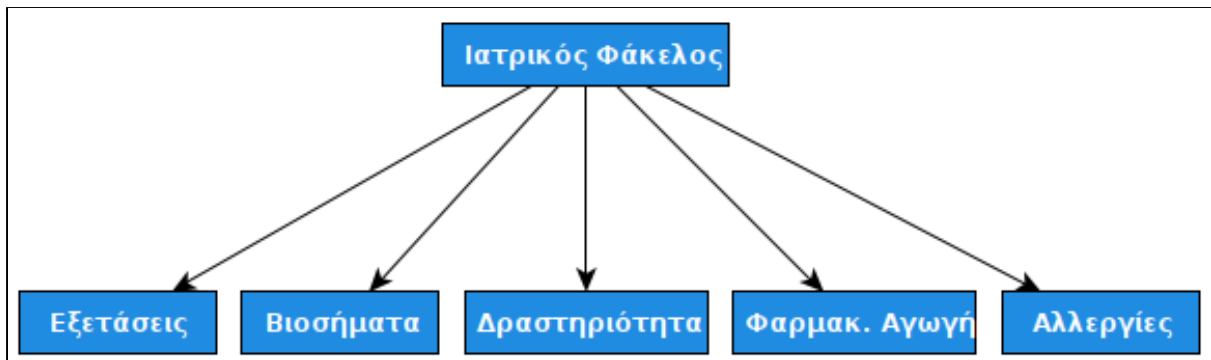 Ιατρικός Φάκελος
Εξετάσεις
Βιοσήματα
Δραστηριότητα
Φαρμακ. Αγωγή
Αλλεργίες